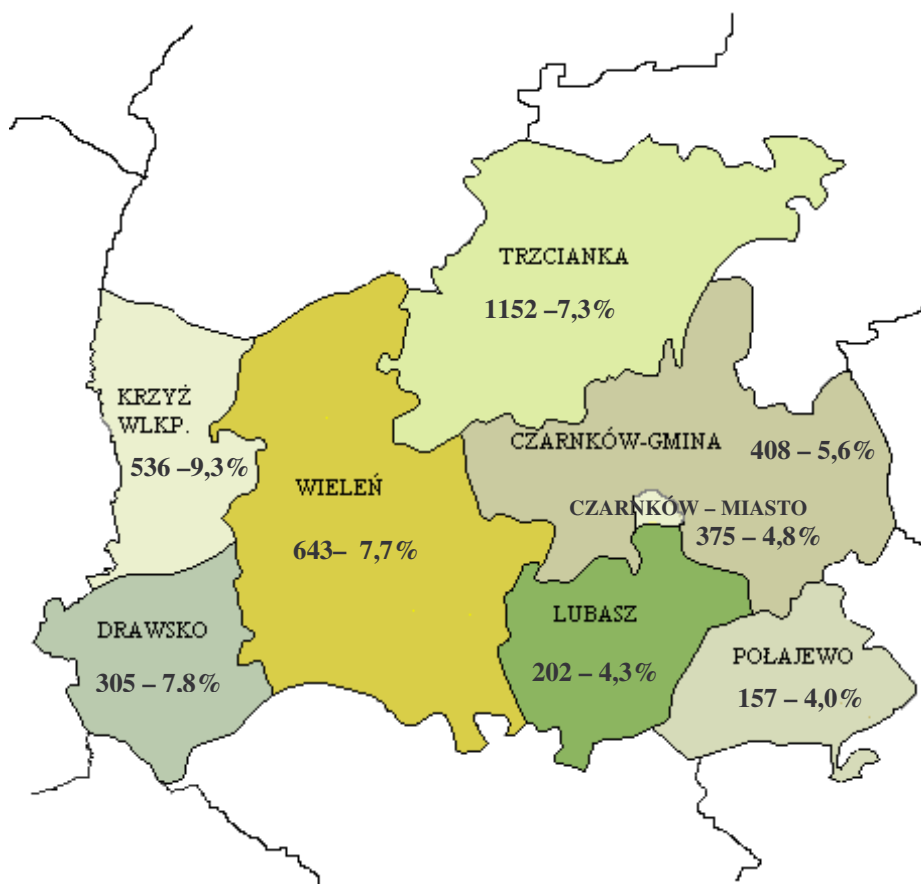 TRZCIANKA
1152 –7,3%
KRZYŻ
WLKP.
536 –9,3%
CZARNKÓW-GMINA
408 – 5,6%
WIELEŃ
643– 7,7%
CZARNKÓW – MIASTO
375 – 4,8%
DRAWSKO
305 – 7.8%
LUBASZ
202 – 4,3%
POŁAJEWO
157 – 4,0%